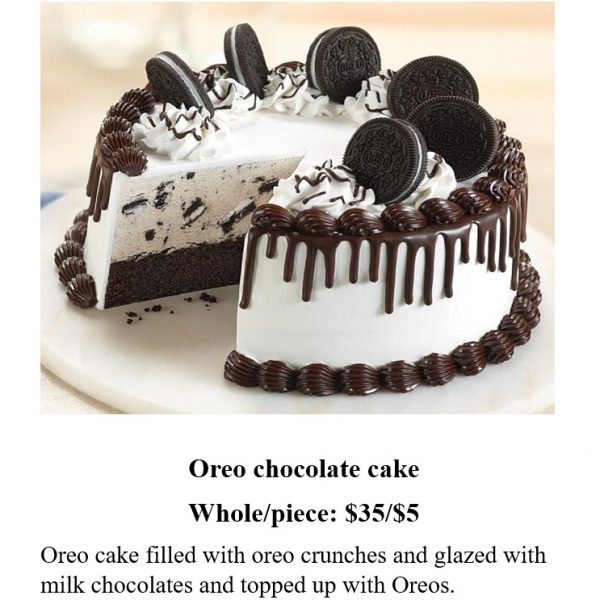 Oreo chocolate cake
Whole/piece: $35/$5
Oreo cake filled with oreo crunches and glazed with
milk chocolates and topped up with Oreos.